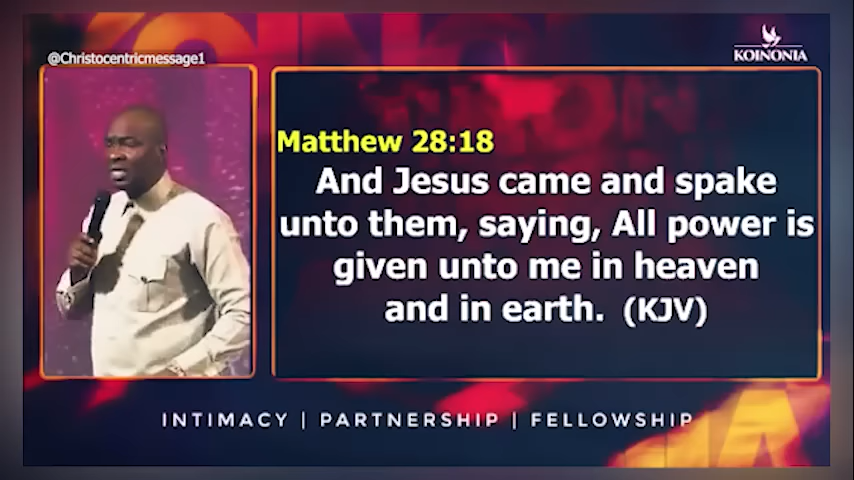 @Christocentricmessage1
KOINONIA
Matthew 28:18
And Jesus came and spake
unto them, saying, All power is
given unto me in heaven
and in earth. (KJV)
INTIMACY | PARTNERSHIP | FELLOWSHIP